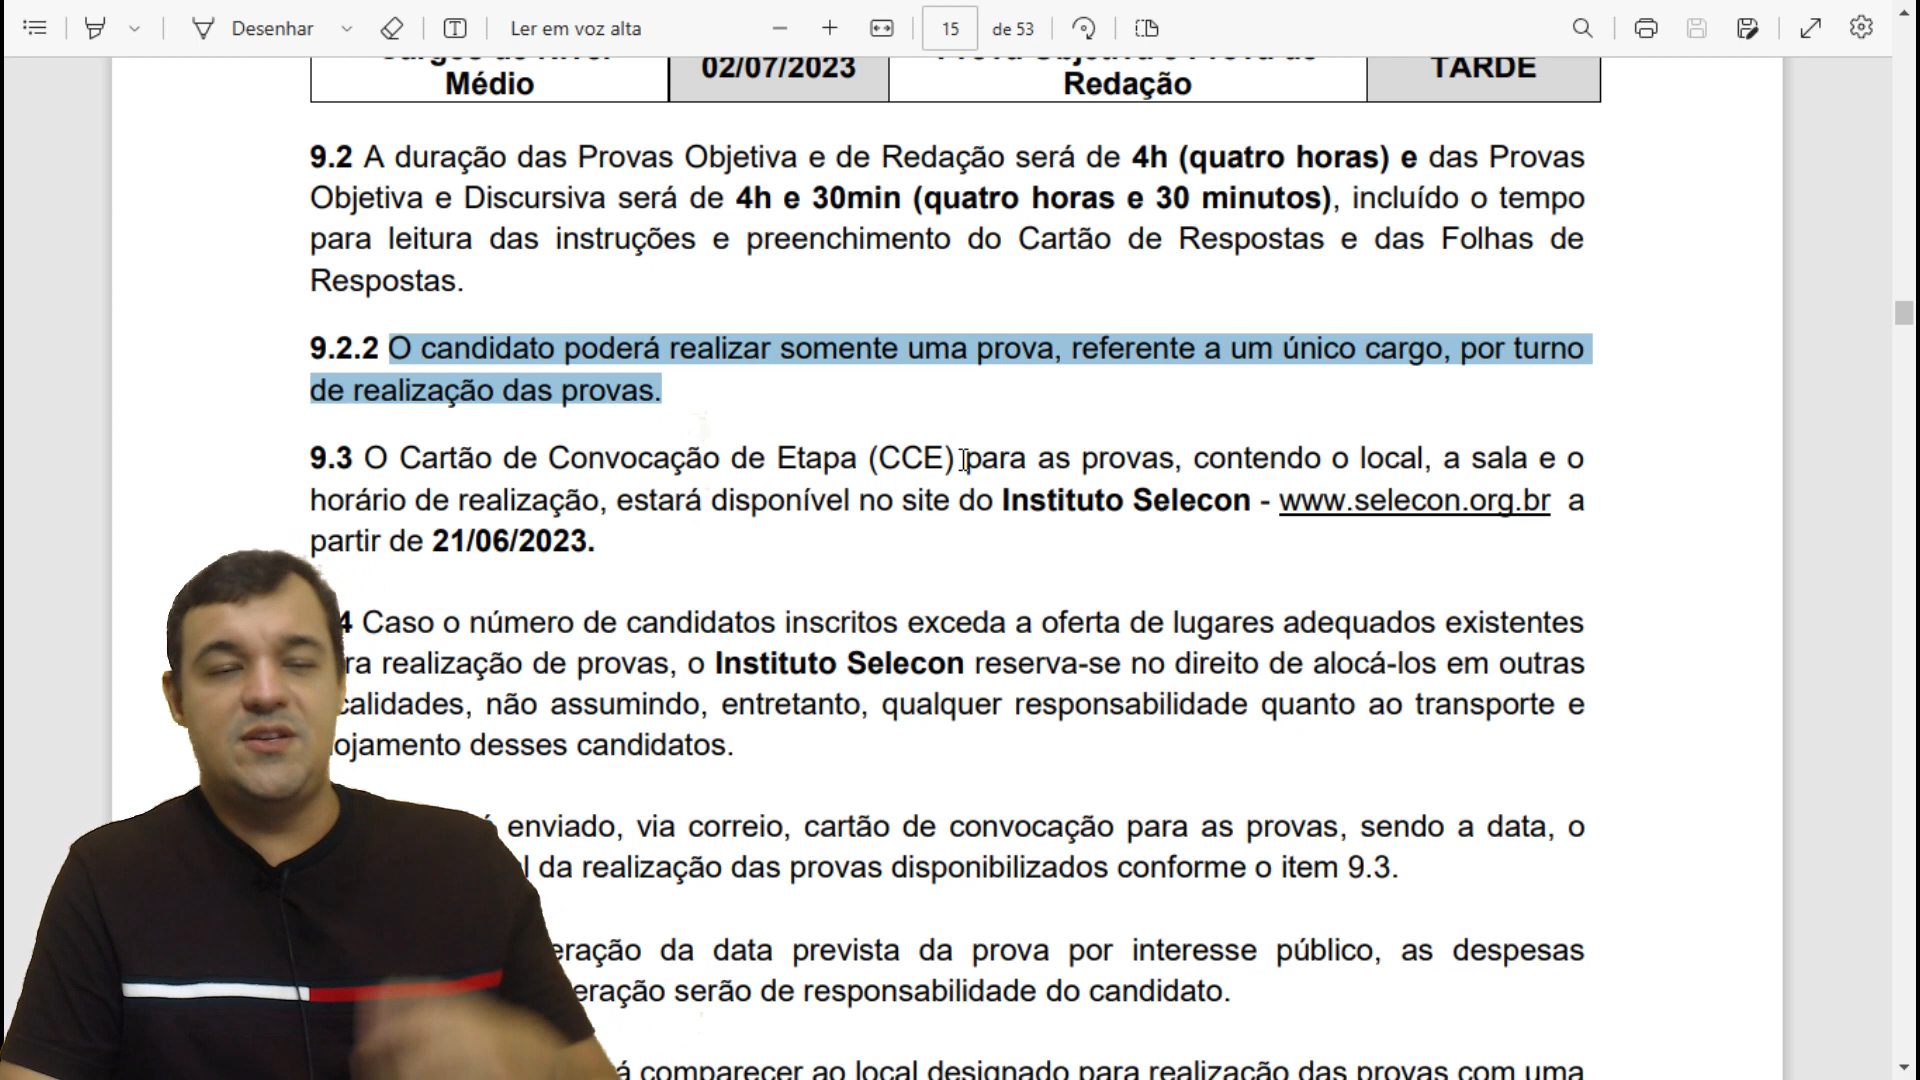 Desenhar
Ler em voz alta
15 de 53
Médio
02/07/2023
Redação
TARDE
9.2 A duração das Provas Objetiva e de Redação será de 4h (quatro horas) e das Provas
Objetiva e Discursiva será de 4h e 30min (quatro horas e 30 minutos), incluído o tempo
para leitura das instruções e preenchimento do Cartão de Respostas e das Folhas de
Respostas.
9.2.2 O candidato poderá realizar somente uma prova, referente a um único cargo, por turno
de realização das provas.
9.3 O Cartão de Convocação de Etapa (CCE) para as provas, contendo o local, a sala e o
horário de realização, estará disponível no site do Instituto Selecon - www.selecon.org.br a
partir de 21/06/2023.
4 Caso o número de candidatos inscritos exceda a oferta de lugares adequados existentes
ra realização de provas, o Instituto Selecon reserva-se no direito de alocá-los em outras
calidades, não assumindo, entretanto, qualquer responsabilidade quanto ao transporte e
ojamento desses candidatos.
enviado, via correio, cartão de convocação para as provas, sendo a data, o
l da realização das provas disponibilizados conforme o item 9.3.
eração da data prevista da prova por interesse público, as despesas
eração serão de responsabilidade do candidato.
á comparecer ao local designado para realização das provas com uma